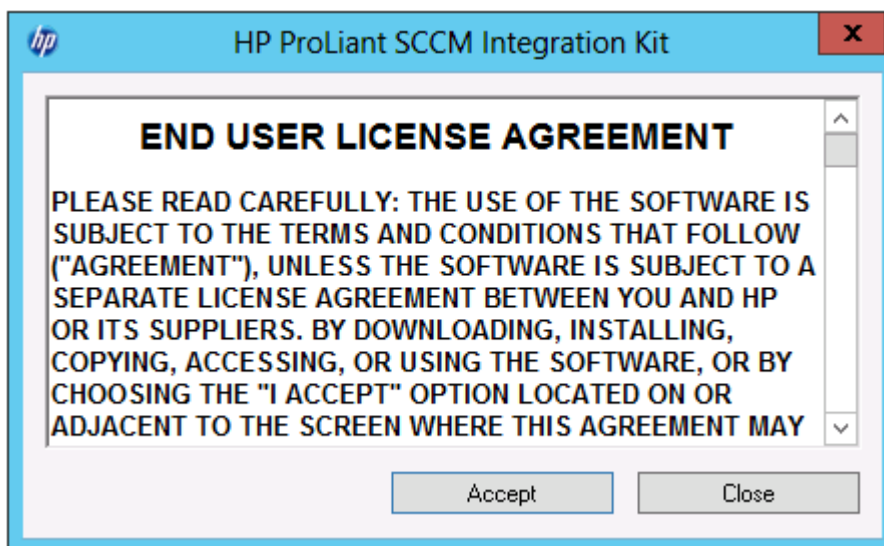 hp
HP ProLiant SCCM Integration Kit
x
END USER LICENSE AGREEMENT
PLEASE READ CAREFULLY: THE USE OF THE SOFTWARE IS
SUBJECT TO THE TERMS AND CONDITIONS THAT FOLLOW
("AGREEMENT"), UNLESS THE SOFTWARE IS SUBJECT TO A
SEPARATE LICENSE AGREEMENT BETWEEN YOU AND HP
OR ITS SUPPLIERS. BY DOWNLOADING, INSTALLING,
COPYING, ACCESSING, OR USING THE SOFTWARE, OR BY
CHOOSING THE "I ACCEPT" OPTION LOCATED ON OR
ADJACENT TO THE SCREEN WHERE THIS AGREEMENT MAY
Accept
Close